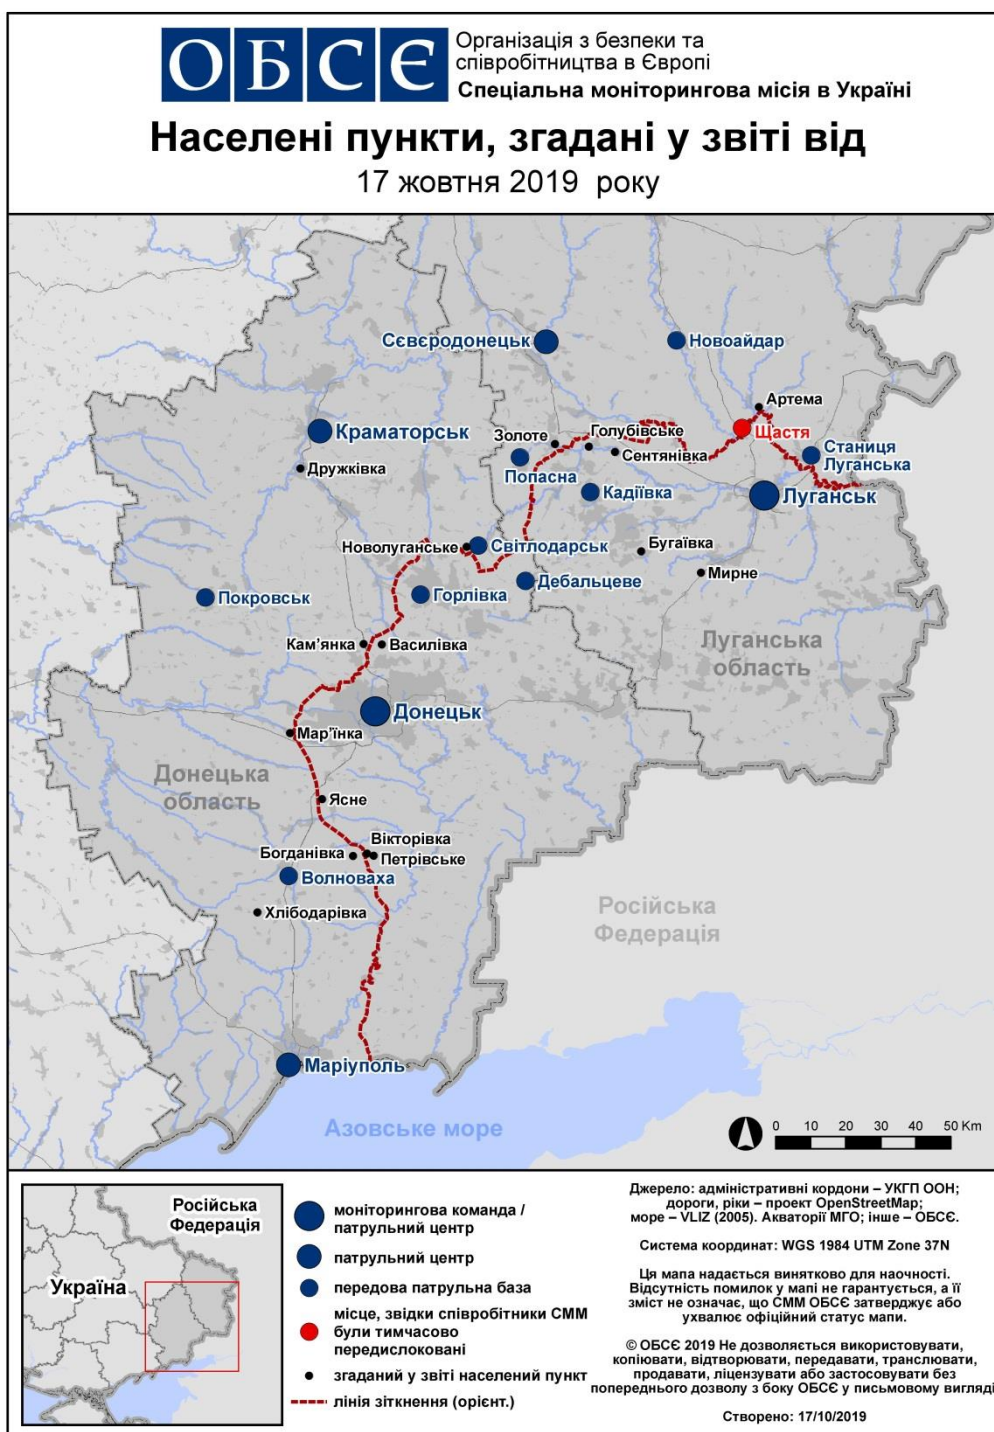 ОБСЄ
Організація з безпеки та
співробітництва в Європі
Спеціальна моніторингова місія в Україні
Населені пункти, згадані у звіті від
17 жовтня 2019 року
Сєвєродонецьк
Новоайдар
Артема
Краматорськ
Золоте
Голубівське
Щастя
Сентянівка
Станиця
Луганська
Дружківка
Попасна
Кадіївка
Луганськ
Новолуганське
Світлодарськ
Бугаївка
Дебальцеве
Мирне
Покровськ
Горлівка
Кам’янка
Василівка
Луганська
область
Донецьк
Мар’їнка
Донецька
область
Ясне
Вікторівка
Богданівка
Петрівське
Волноваха
Хлібодарівка
Російська
Федерація
Маріуполь
Азовське море
0 10 20 30 40 50 Km
Російська
Федерація
Україна
моніторингова команда /
патрульний центр
патрульний центр
передова патрульна база
місце, звідки співробітники СММ
були тимчасово
передислоковані
згаданий у звіті населений пункт
лінія зіткнення (орієнт.)
Джерело: адміністративні кордони – УКГП ООН;
дороги, ріки – проект OpenStreetMap;
море – VLIZ (2005). Акваторії МГО; інше – ОБСЄ.
Система координат: WGS 1984 UTM Zone 37N
Ця мапа надається винятково для наочності.
Відсутність помилок у мапі не гарантується, а її
зміст не означає, що СММ ОБСЄ затверджує або
ухвалює офіційний статус мапи.
© ОБСЄ 2019 Не дозволяється використовувати,
копіювати, відтворювати, передавати, транслювати,
продавати, ліцензувати або застосовувати без
попереднього дозволу з боку ОБСЄ у письмовому вигляді
Створено: 17/10/2019